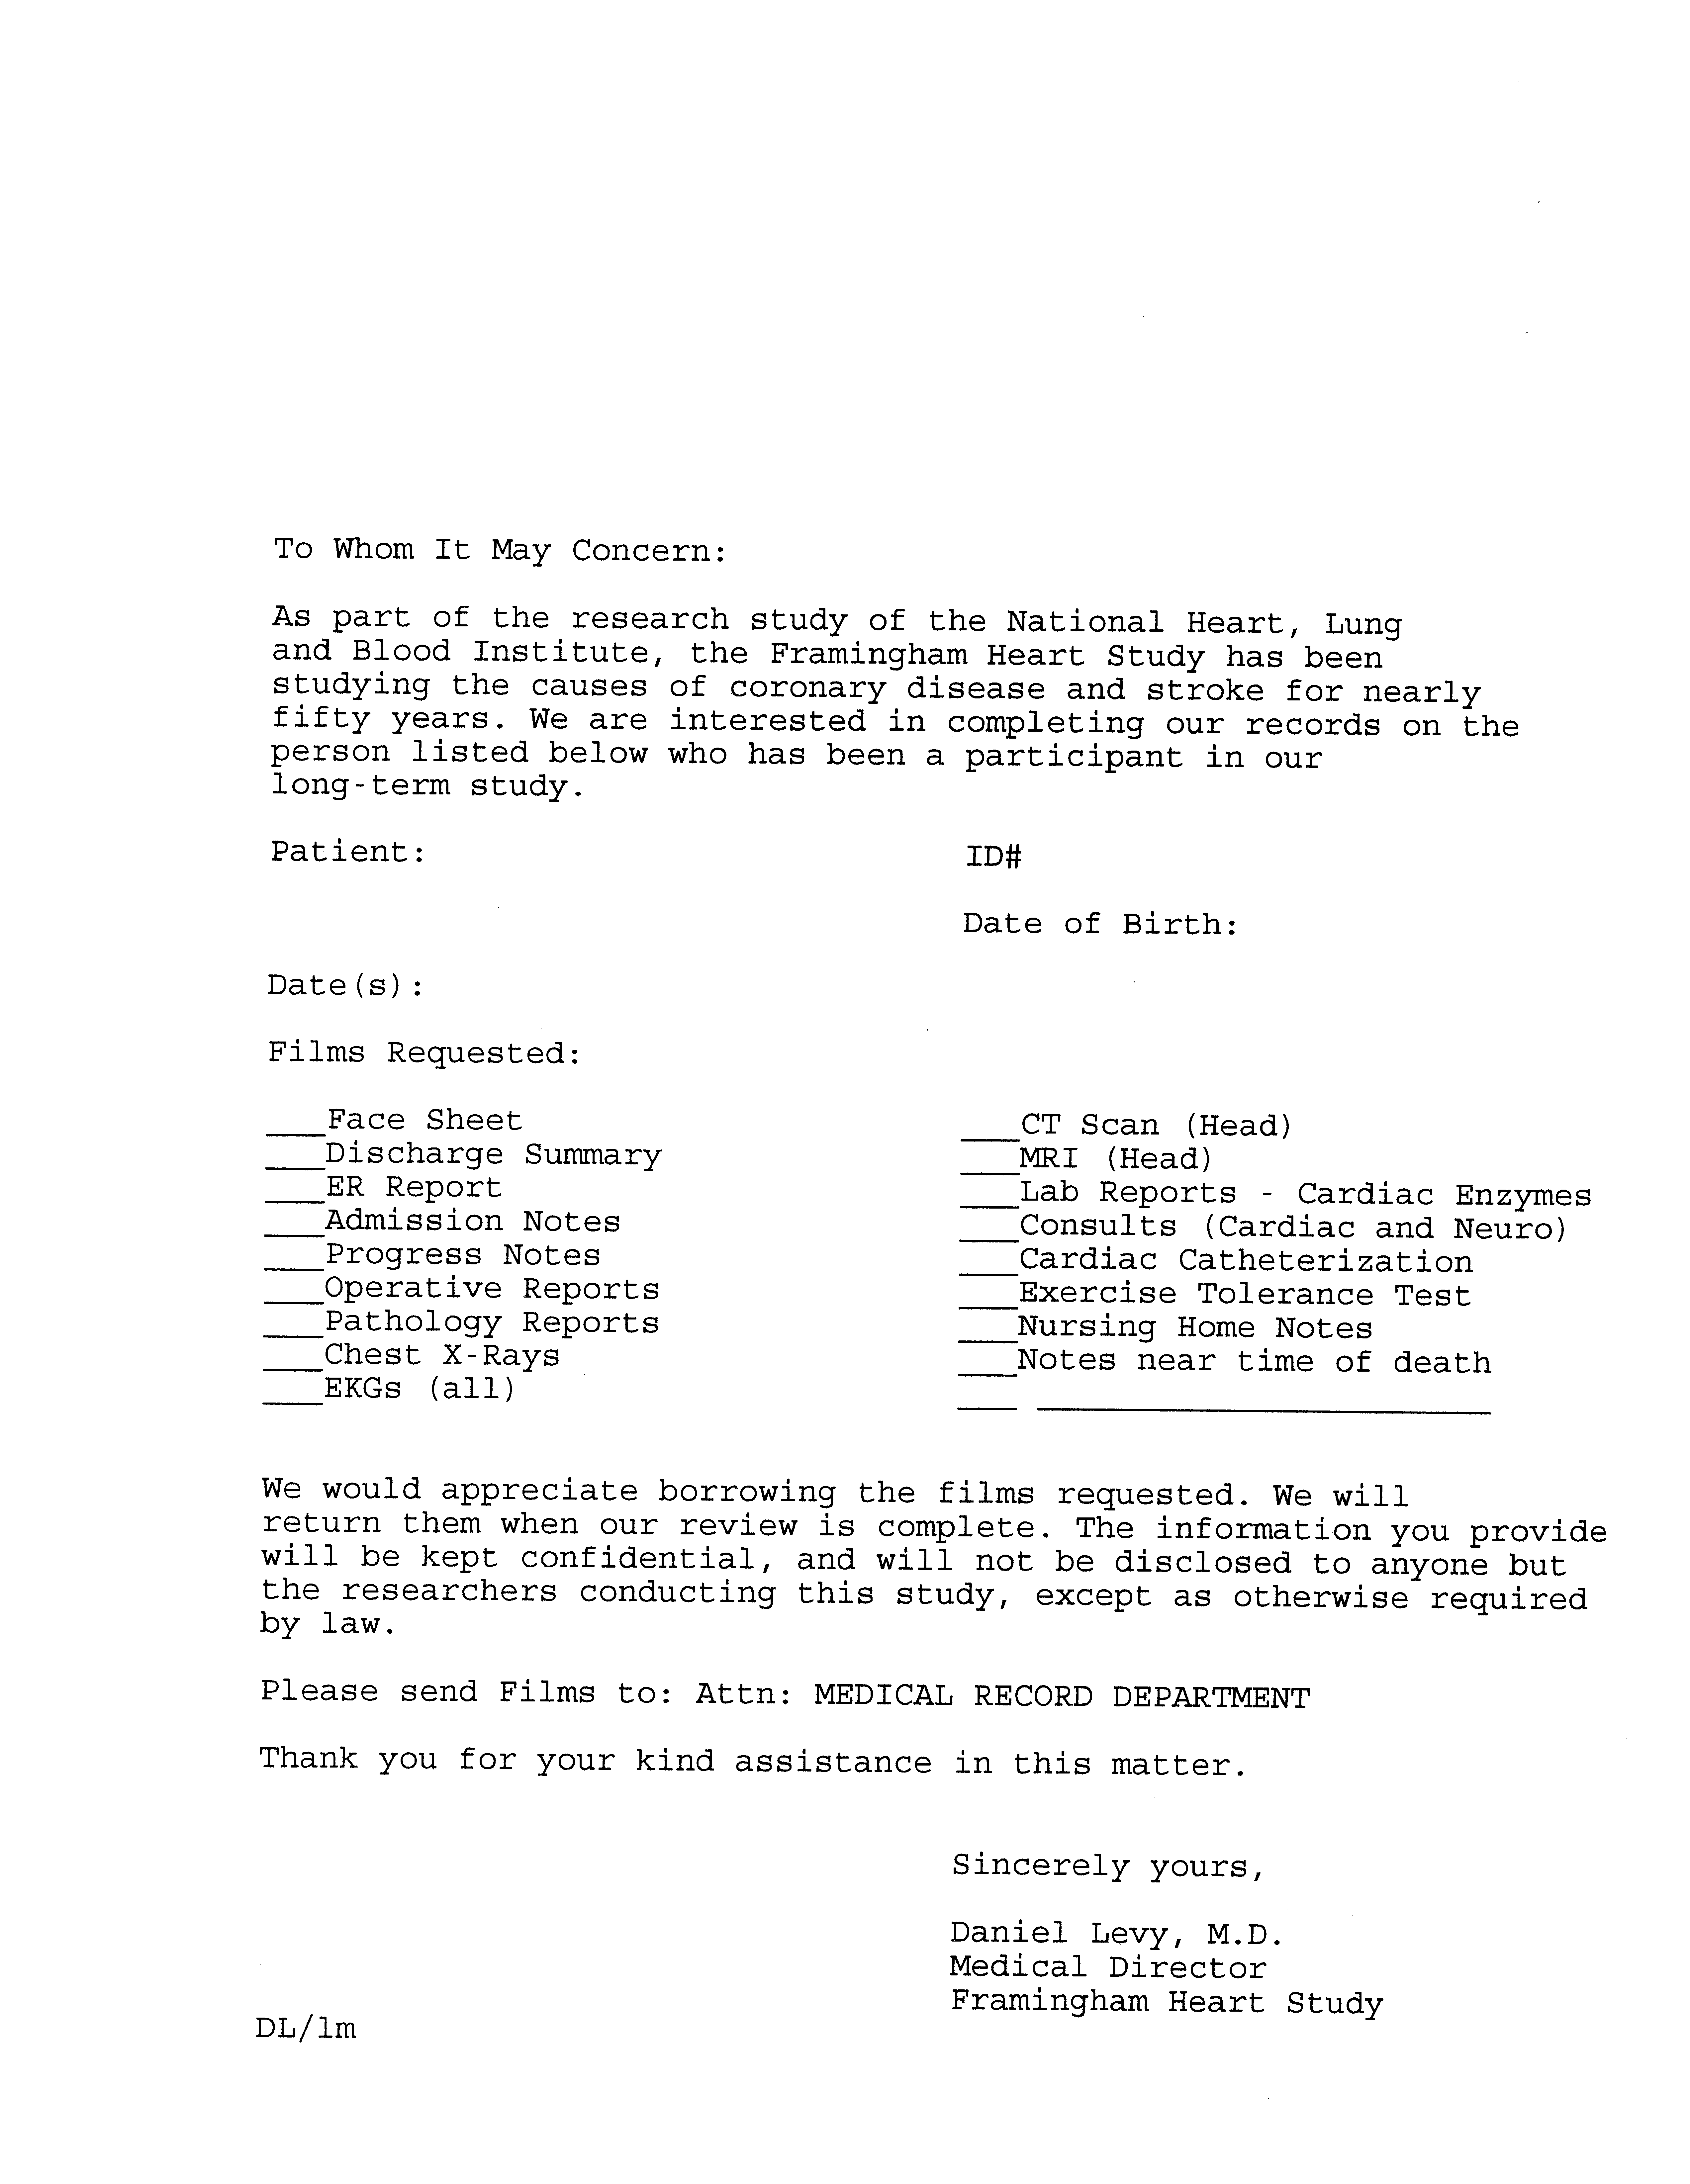 To Whom It May Concern:
As part of the research study of the National Heart, Lung
and Blood Institute, the Framingham Heart Study has been
studying the causes of coronary disease and stroke for nearly
fifty years. We are interested in completing our records on the
person listed below who has been a participant in our
long-term study.
Patient: ID#
Date of Birth:
Date(s):
Films Requested:
___Face Sheet ___CT Scan (Head)
___Discharge Summary ___MRI (Head)
___ER Report ___Lab Reports - Cardiac Enzymes
___Admission Notes ___Consults (Cardiac and Neuro)
___Progress Notes ___Cardiac Catheterization
___Operative Reports ___Exercise Tolerance Test
___Pathology Reports ___Nursing Home Notes
___Chest X-Rays ___Notes near time of death
___EKGs (all) ___ _______________________
We would appreciate borrowing the films requested. We will
return them when our review is complete. The information you provide
will be kept confidential, and will not be disclosed to anyone but
the researchers conducting this study, except as otherwise required
by law.
Please send Films to: Attn: MEDICAL RECORD DEPARTMENT
Thank you for your kind assistance in this matter.
Sincerely yours,
Daniel Levy, M.D.
Medical Director
Framingham Heart Study
DL/lm